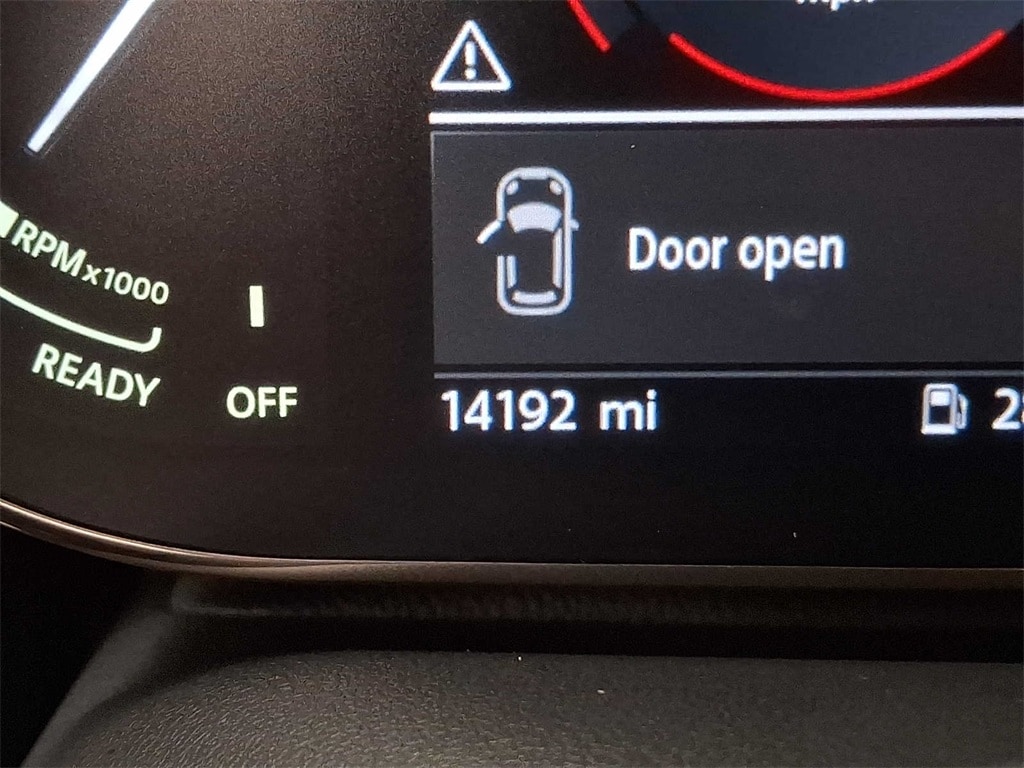 Door open
RPM x1000
READY
OFF
14192 mi